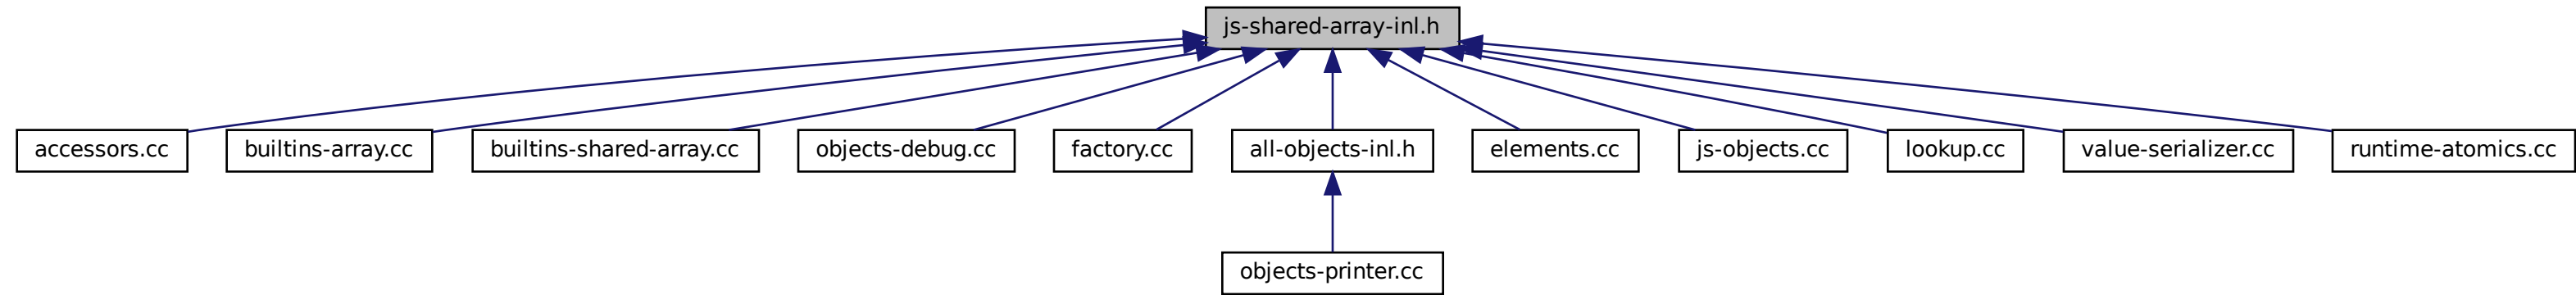 js-shared-array-inl.h
accessors.cc
builtins-array.cc
builtins-shared-array.cc
objects-debug.cc
factory.cc
all-objects-inl.h
elements.cc
js-objects.cc
lookup.cc
value-serializer.cc
runtime-atomics.cc
objects-printer.cc